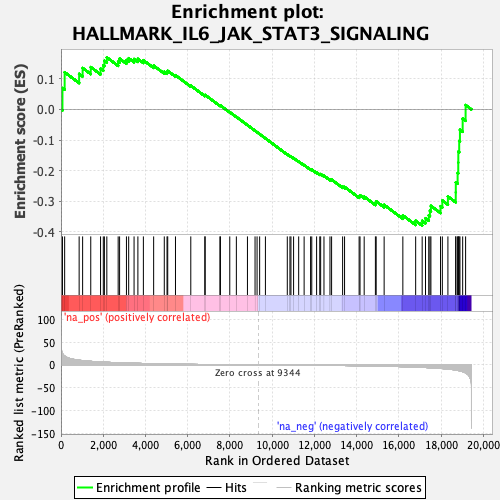 Enrichment plot:
HALLMARK_IL6_JAK_STAT3_SIGNALING
Enrichment score (ES)
0.1
0.0
-0.1
-0.2
-0.3
-0.4
'na_pos' (positively correlated)
Ranked list metric (PreRanked)
100
50
0
-50
-100
-150
Zero cross at 9344
'na_neg' (negatively correlated)
0
2,000
4,000
6,000
8,000
10,000
12,000
14,000
16,000
18,000
20,000
Rank in Ordered Dataset
Enrichment profile
Hits
Ranking metric scores